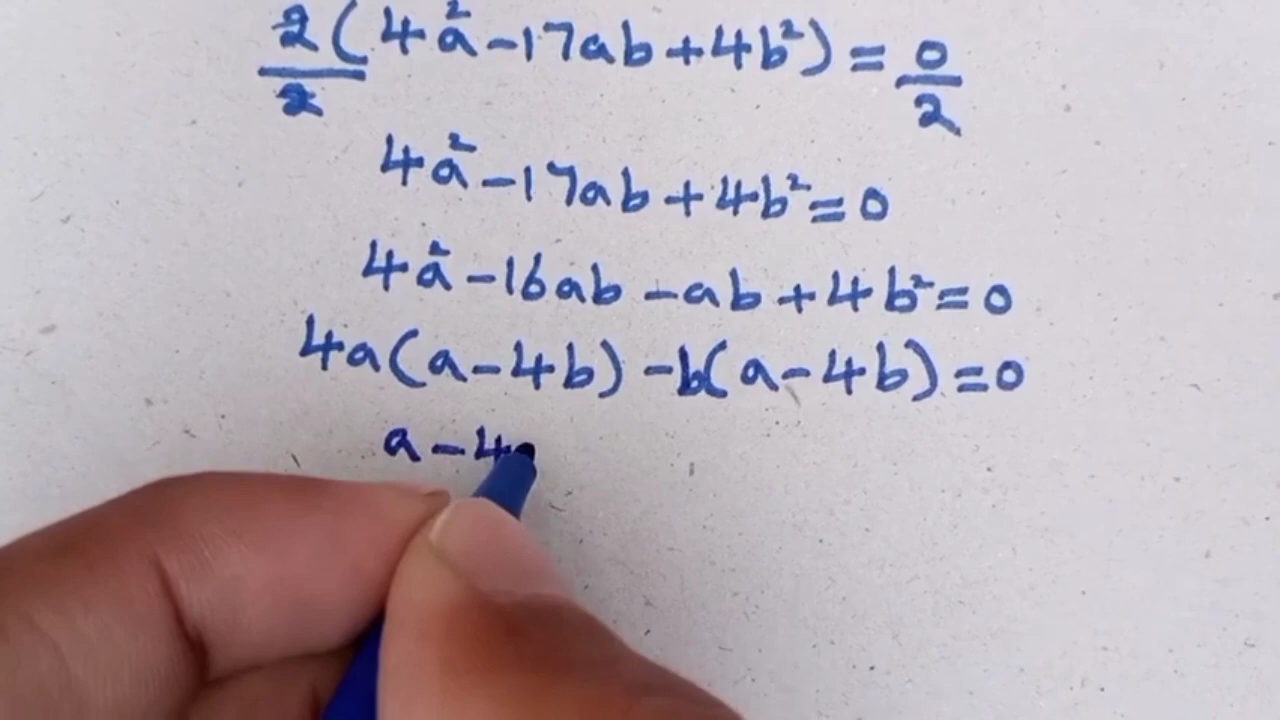 2(4a²-17ab+4b²) = 0
2 2
4a²-17ab+4b²=0
4a²-16ab-ab+4b²=0
4a(a-4b)-b(a-4b)=0
a-4